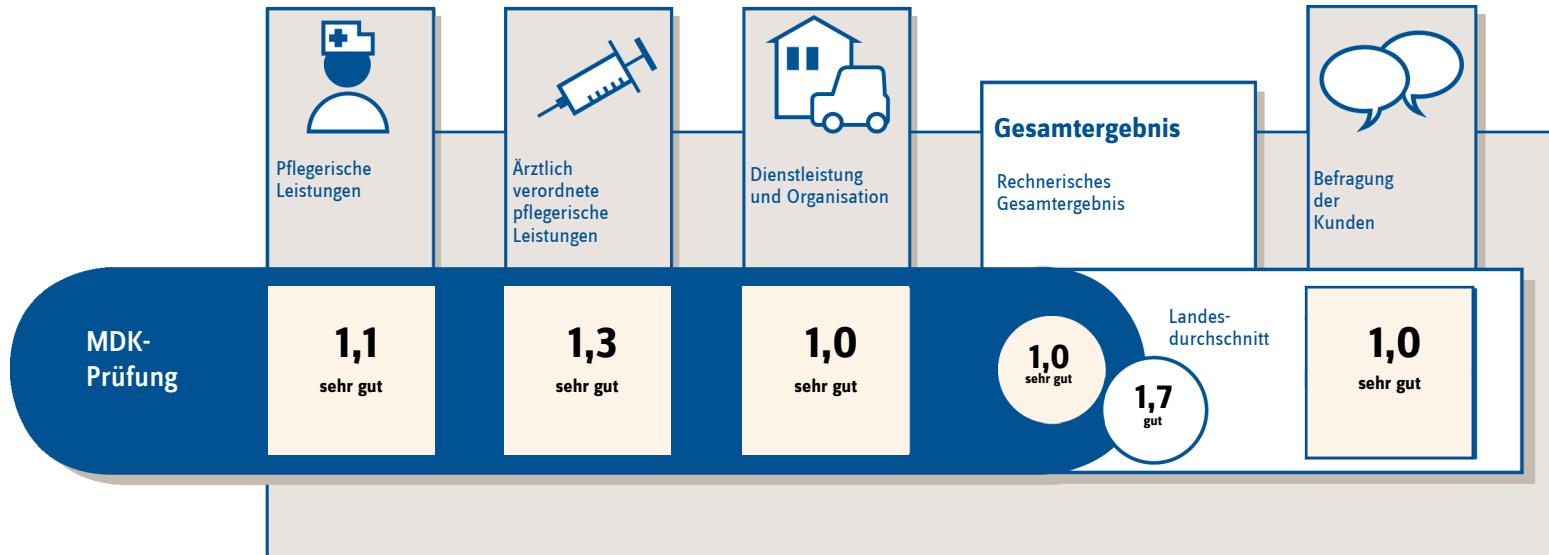 Pflegerische
Leistungen
Ärztlich
verordnete
pflegerische
Leistungen
Dienstleistung
und Organisation
Gesamtergebnis
Rechnerisches
Gesamtergebnis
Befragung
der
Kunden
MDK-
Prüfung
1,1
sehr gut
1,3
sehr gut
1,0
sehr gut
1,0
sehr gut
Landes-
durchschnitt
1,7
gut
1,0
sehr gut